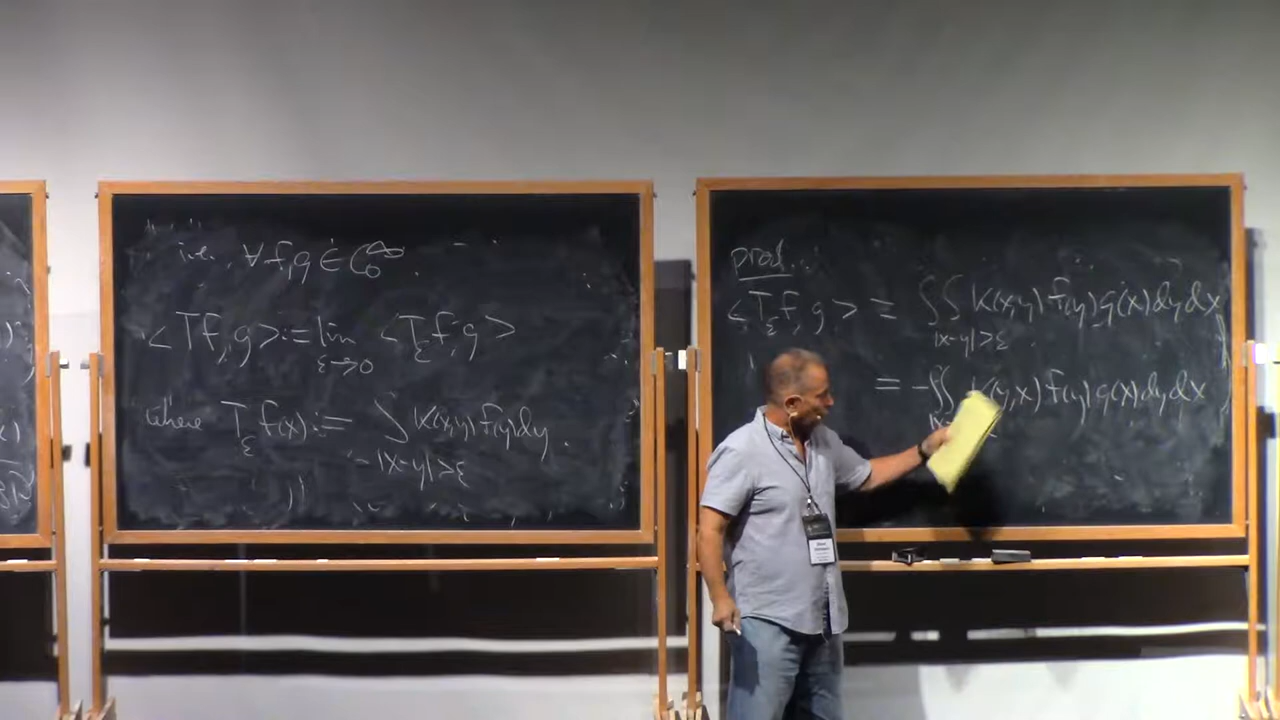 i.e., ∀ f,g ∈ C₀^∞.
<Tf,g> := lim <T_ε f,g>
ε→0
where T_ε f(x) := ∫ K(x,y) f(y) dy.
|x-y|>ε
proof:
<T_ε f,g> = ∫∫ K(x,y) f(y) g(x) dy dx
|x-y|>ε
= -∫∫ K(y,x) f(y) g(x) dy dx